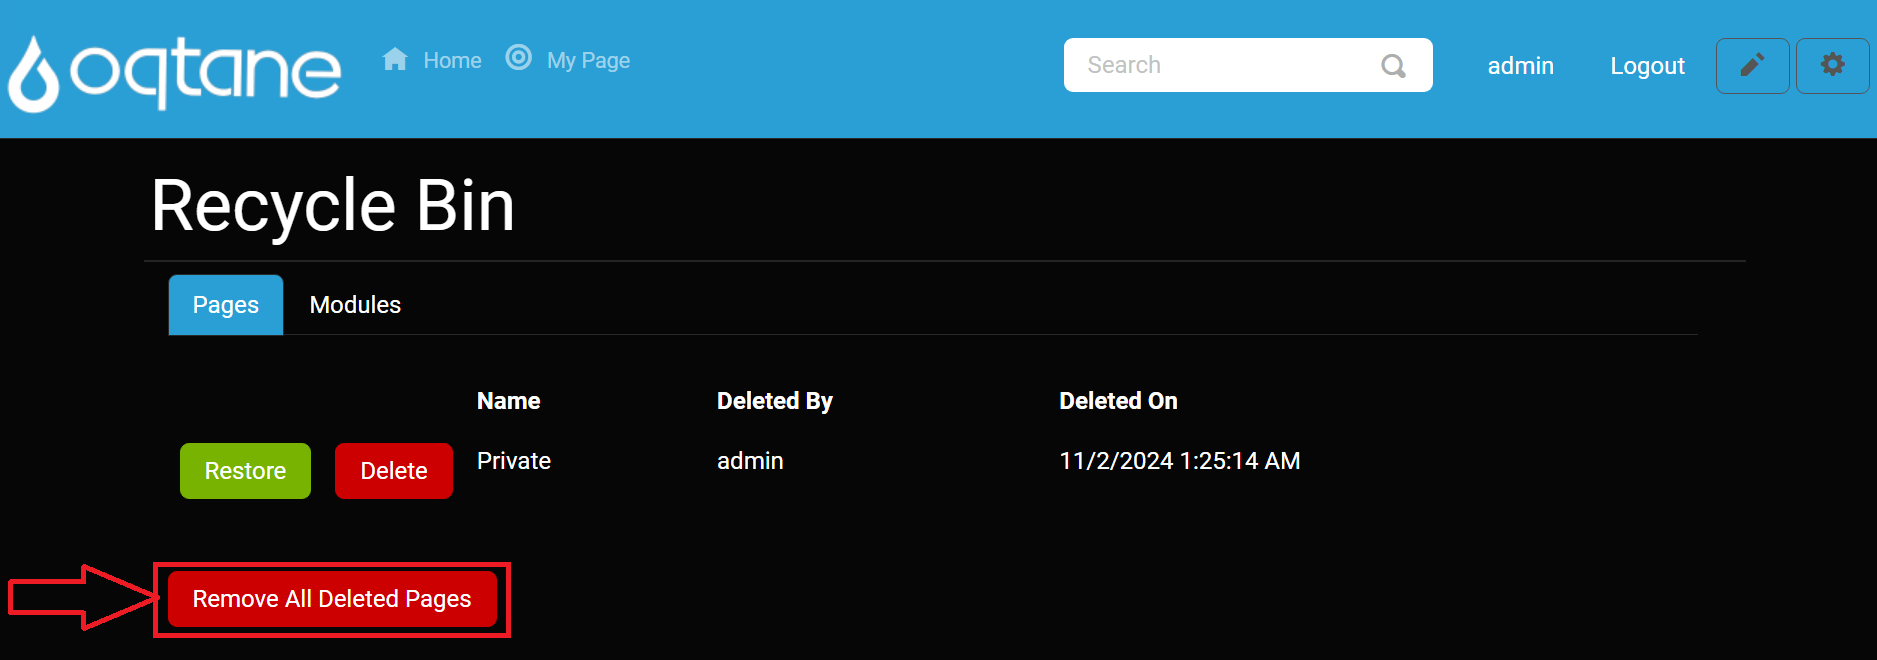 oqtane Home My Page Search admin Logout
Recycle Bin
Pages Modules
Name Deleted By Deleted On
Restore Delete Private admin 11/2/2024 1:25:14 AM
Remove All Deleted Pages